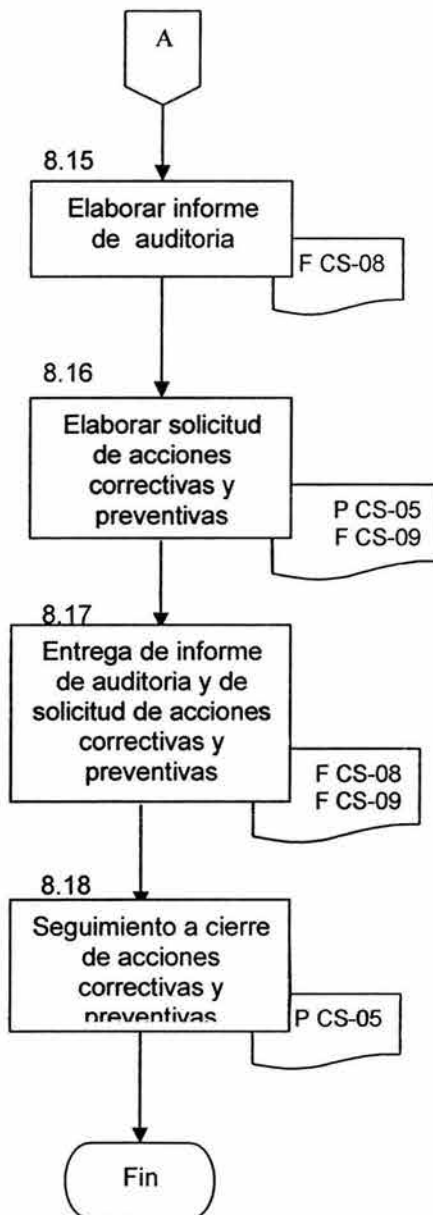 A
8.15
Elaborar informe
de auditoria
F CS-08
8.16
Elaborar solicitud
de acciones
correctivas y
preventivas
P CS-05
F CS-09
8.17
Entrega de informe
de auditoria y de
solicitud de acciones
correctivas y
preventivas
F CS-08
F CS-09
8.18
Seguimiento a cierre
de acciones
correctivas y
preventivas
P CS-05
Fin